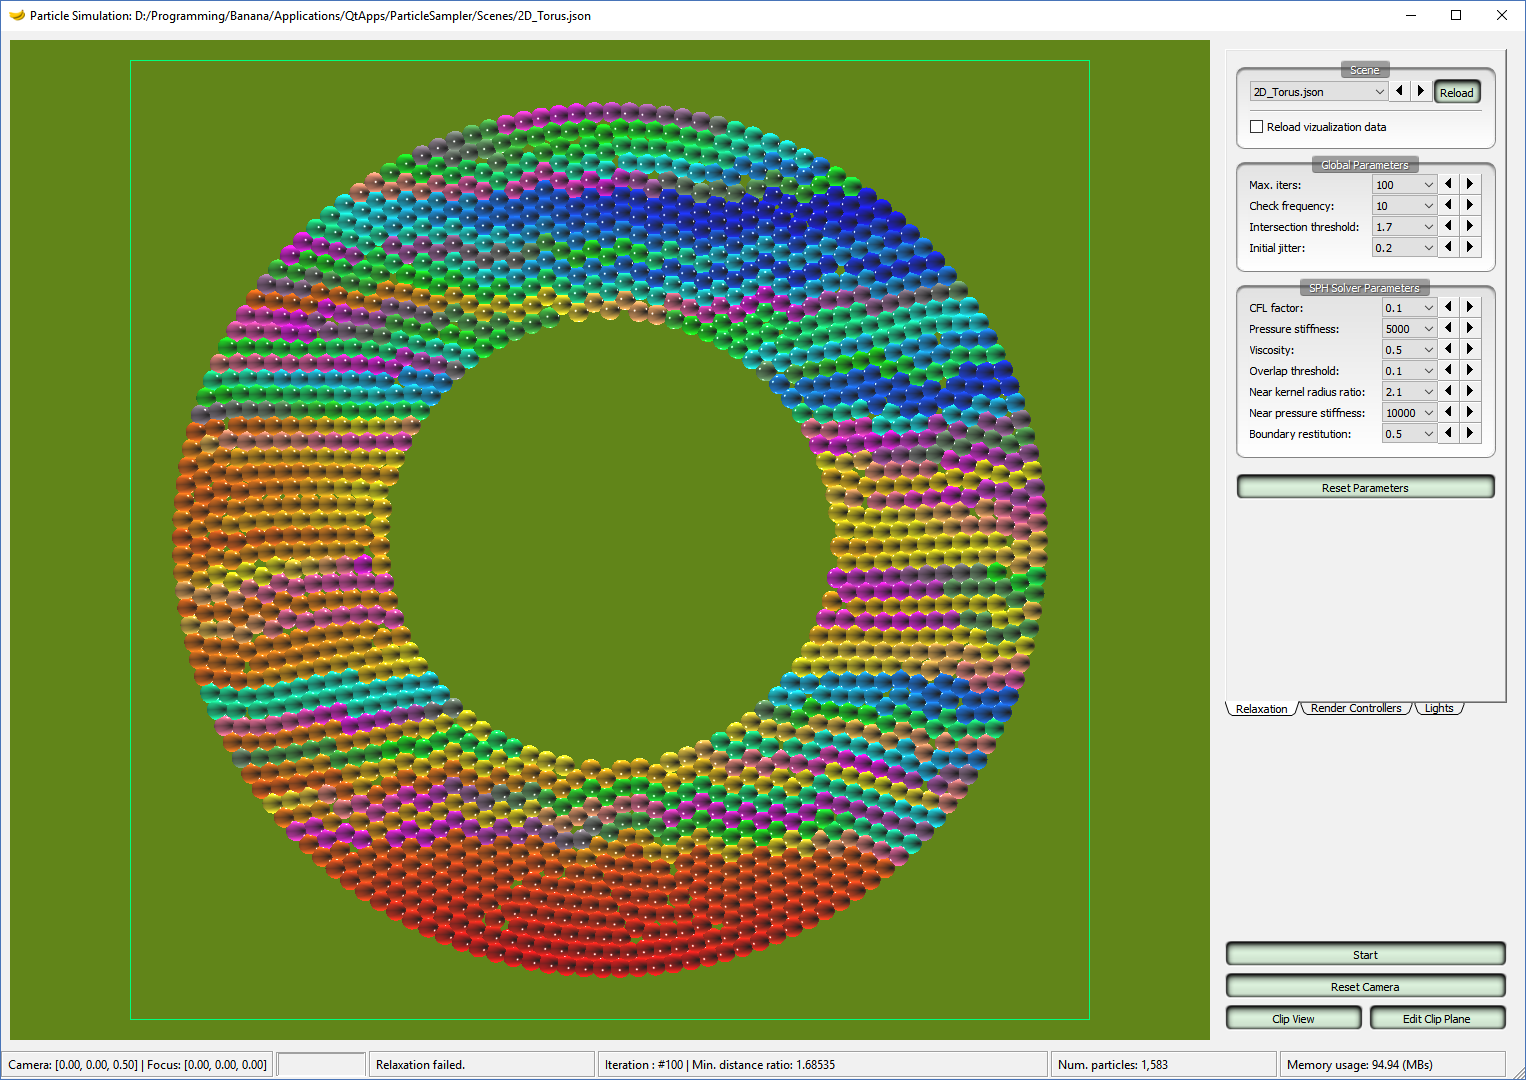 Particle Simulation: D:/Programming/Banana/Applications/QtApps/ParticleSampler/Scenes/2D_Torus.json
Scene
2D_Torus.json
Reload
Reload vizualization data
Global Parameters
Max. iters: 100
Check frequency: 10
Intersection threshold: 1.7
Initial jitter: 0.2
SPH Solver Parameters
CFL factor: 0.1
Pressure stiffness: 5000
Viscosity: 0.5
Overlap threshold: 0.1
Near kernel radius ratio: 2.1
Near pressure stiffness: 10000
Boundary restitution: 0.5
Reset Parameters
Relaxation Render Controllers Lights
Start
Reset Camera
Clip View Edit Clip Plane
Camera: [0.00, 0.00, 0.50] | Focus: [0.00, 0.00, 0.00] Relaxation failed. Iteration : #100 | Min. distance ratio: 1.68535 Num. particles: 1,583 Memory usage: 94.94 (MBs)